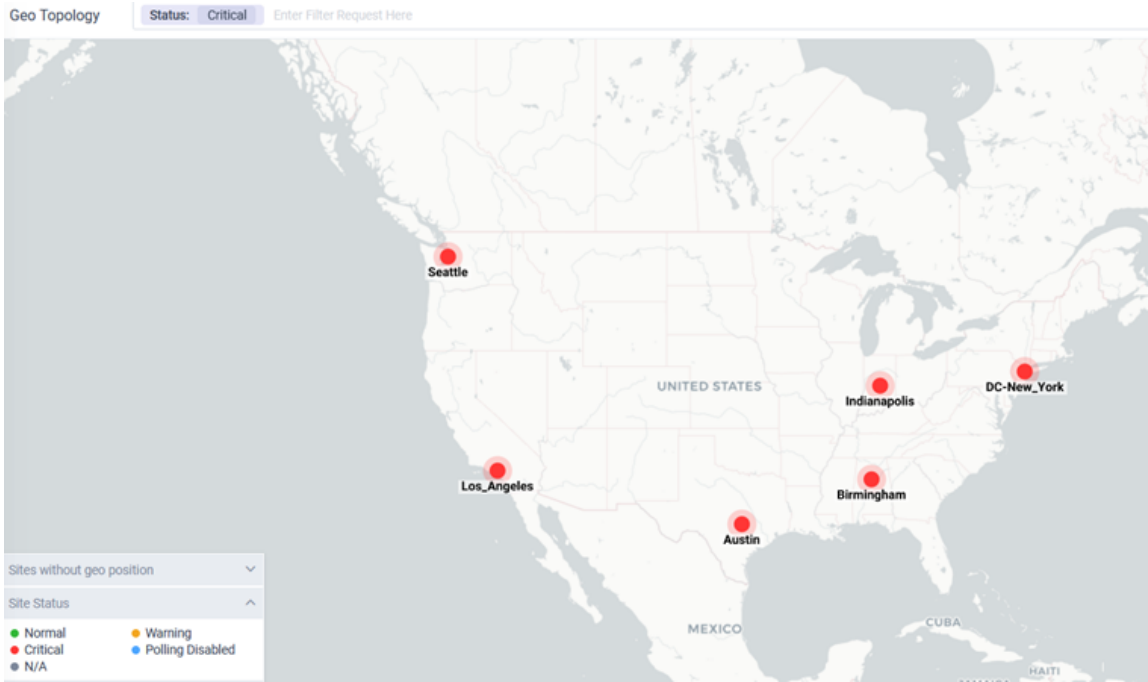 Geo Topology
Status: Critical Enter Filter Request Here
Seattle
UNITED STATES
DC-New_York
Indianapolis
Los_Angeles
Birmingham
Austin
Sites without geo position
Site Status
Normal Warning
Critical Polling Disabled
N/A
MEXICO
CUBA
HAITI
JAMAICA